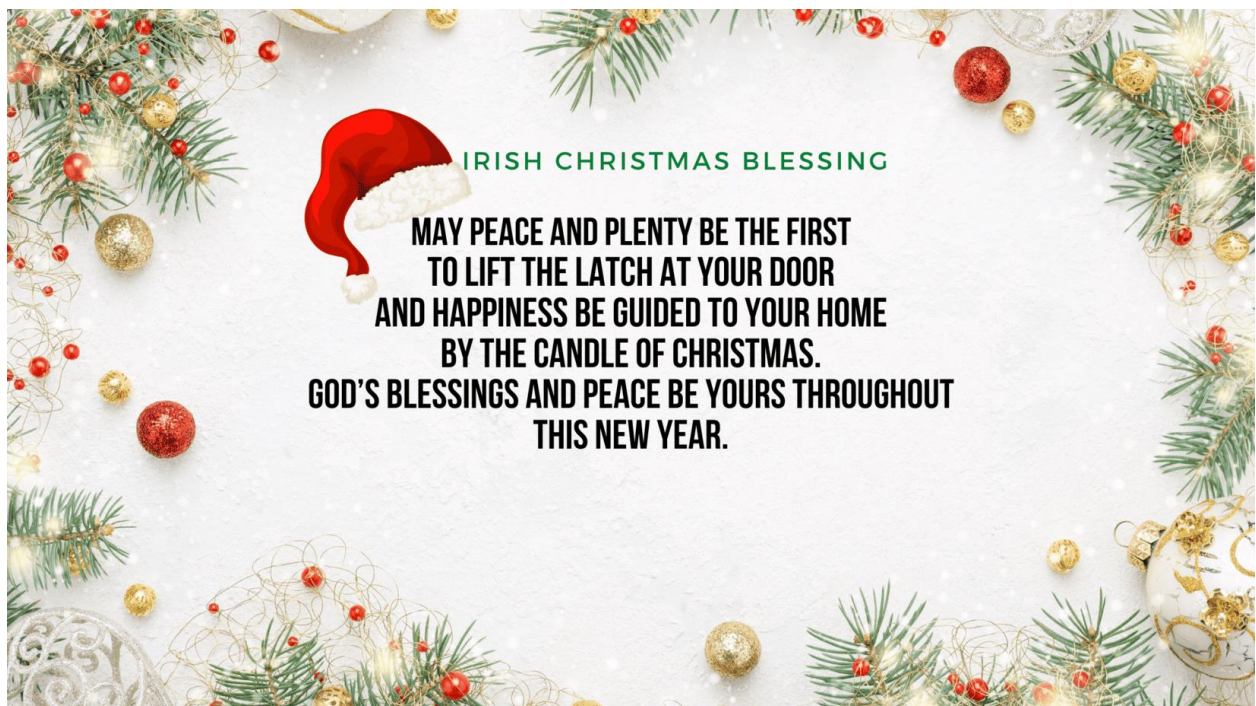 IRISH CHRISTMAS BLESSING
MAY PEACE AND PLENTY BE THE FIRST
TO LIFT THE LATCH AT YOUR DOOR
AND HAPPINESS BE GUIDED TO YOUR HOME
BY THE CANDLE OF CHRISTMAS.
GOD'S BLESSINGS AND PEACE BE YOURS THROUGHOUT
THIS NEW YEAR.